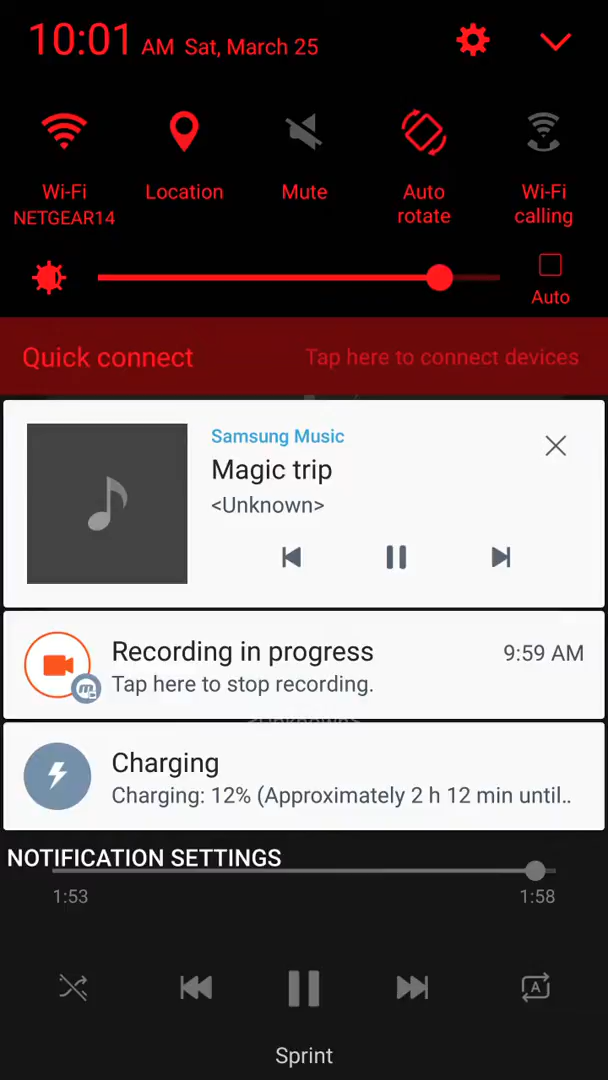 10:01 AM Sat, March 25
Wi-Fi
NETGEAR14
Location
Mute
Auto
rotate
Wi-Fi
calling
Auto
Quick connect
Tap here to connect devices
Samsung Music
Magic trip
<Unknown>
Recording in progress
9:59 AM
Tap here to stop recording.
Charging
Charging: 12% (Approximately 2 h 12 min until..
NOTIFICATION SETTINGS
1:53
1:58
A
Sprint